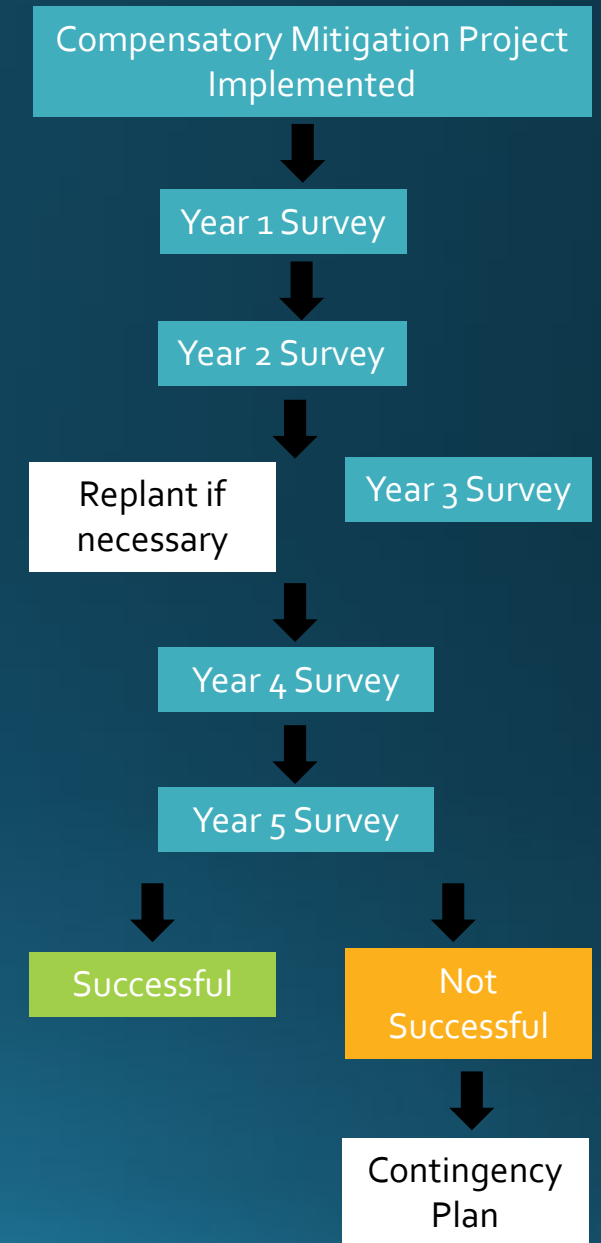 Compensatory Mitigation Project
Implemented
Year 1 Survey
Year 2 Survey
Replant if
necessary
Year 3 Survey
Year 4 Survey
Year 5 Survey
Successful
Not
Successful
Contingency
Plan